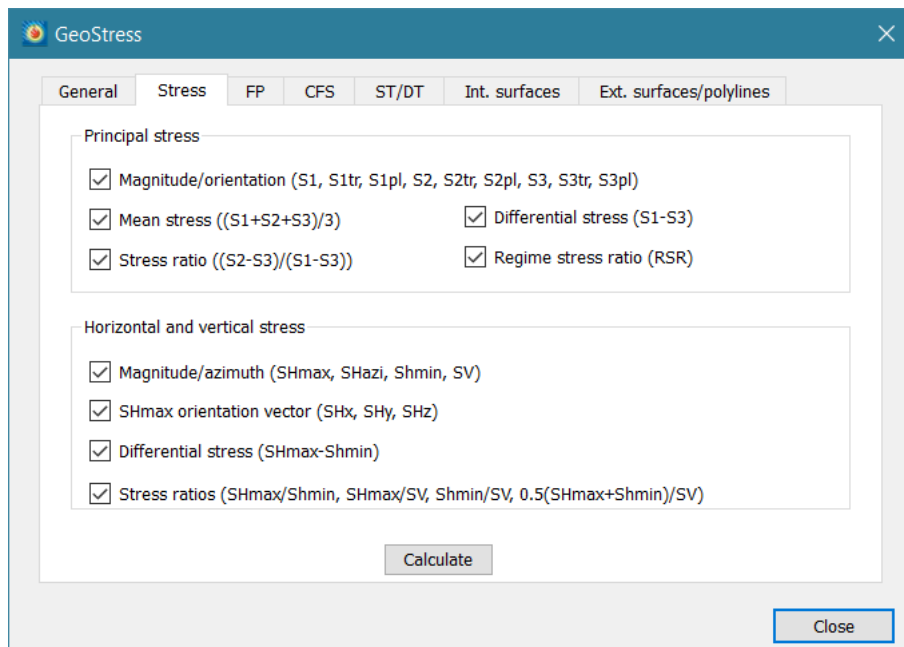 GeoStress
General Stress FP CFS ST/DT Int. surfaces Ext. surfaces/polylines
Principal stress
Magnitude/orientation (S1, S1tr, S1pl, S2, S2tr, S2pl, S3, S3tr, S3pl)
Mean stress ((S1+S2+S3)/3) Differential stress (S1-S3)
Stress ratio ((S2-S3)/(S1-S3)) Regime stress ratio (RSR)
Horizontal and vertical stress
Magnitude/azimuth (SHmax, SHazi, Shmin, SV)
SHmax orientation vector (SHx, SHy, SHz)
Differential stress (SHmax-Shmin)
Stress ratios (SHmax/Shmin, SHmax/SV, Shmin/SV, 0.5(SHmax+Shmin)/SV)
Calculate
Close